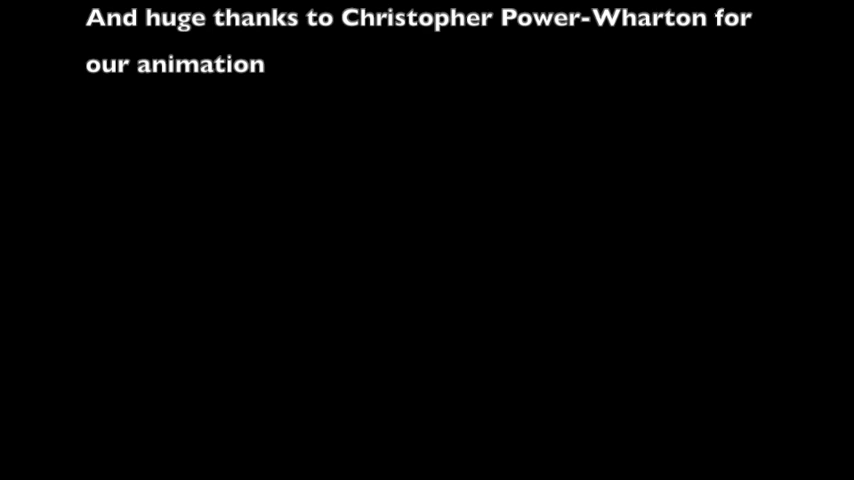 And huge thanks to Christopher Power-Wharton for
our animation